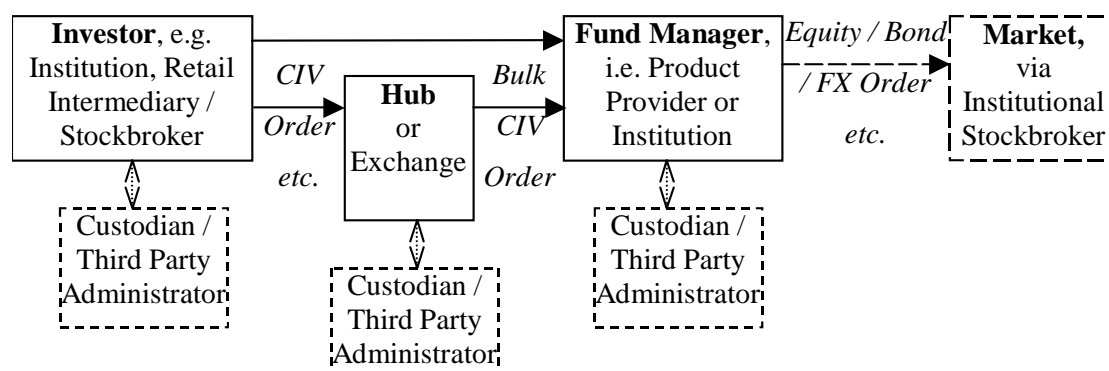 Investor, e.g.
Institution, Retail
Intermediary /
Stockbroker
CIV
Order
etc.
Hub
or
Exchange
Bulk
CIV
Order
Fund Manager,
i.e. Product
Provider or
Institution
Equity / Bond
/ FX Order
etc.
Market,
via
Institutional
Stockbroker
Custodian /
Third Party
Administrator
Custodian /
Third Party
Administrator
Custodian /
Third Party
Administrator